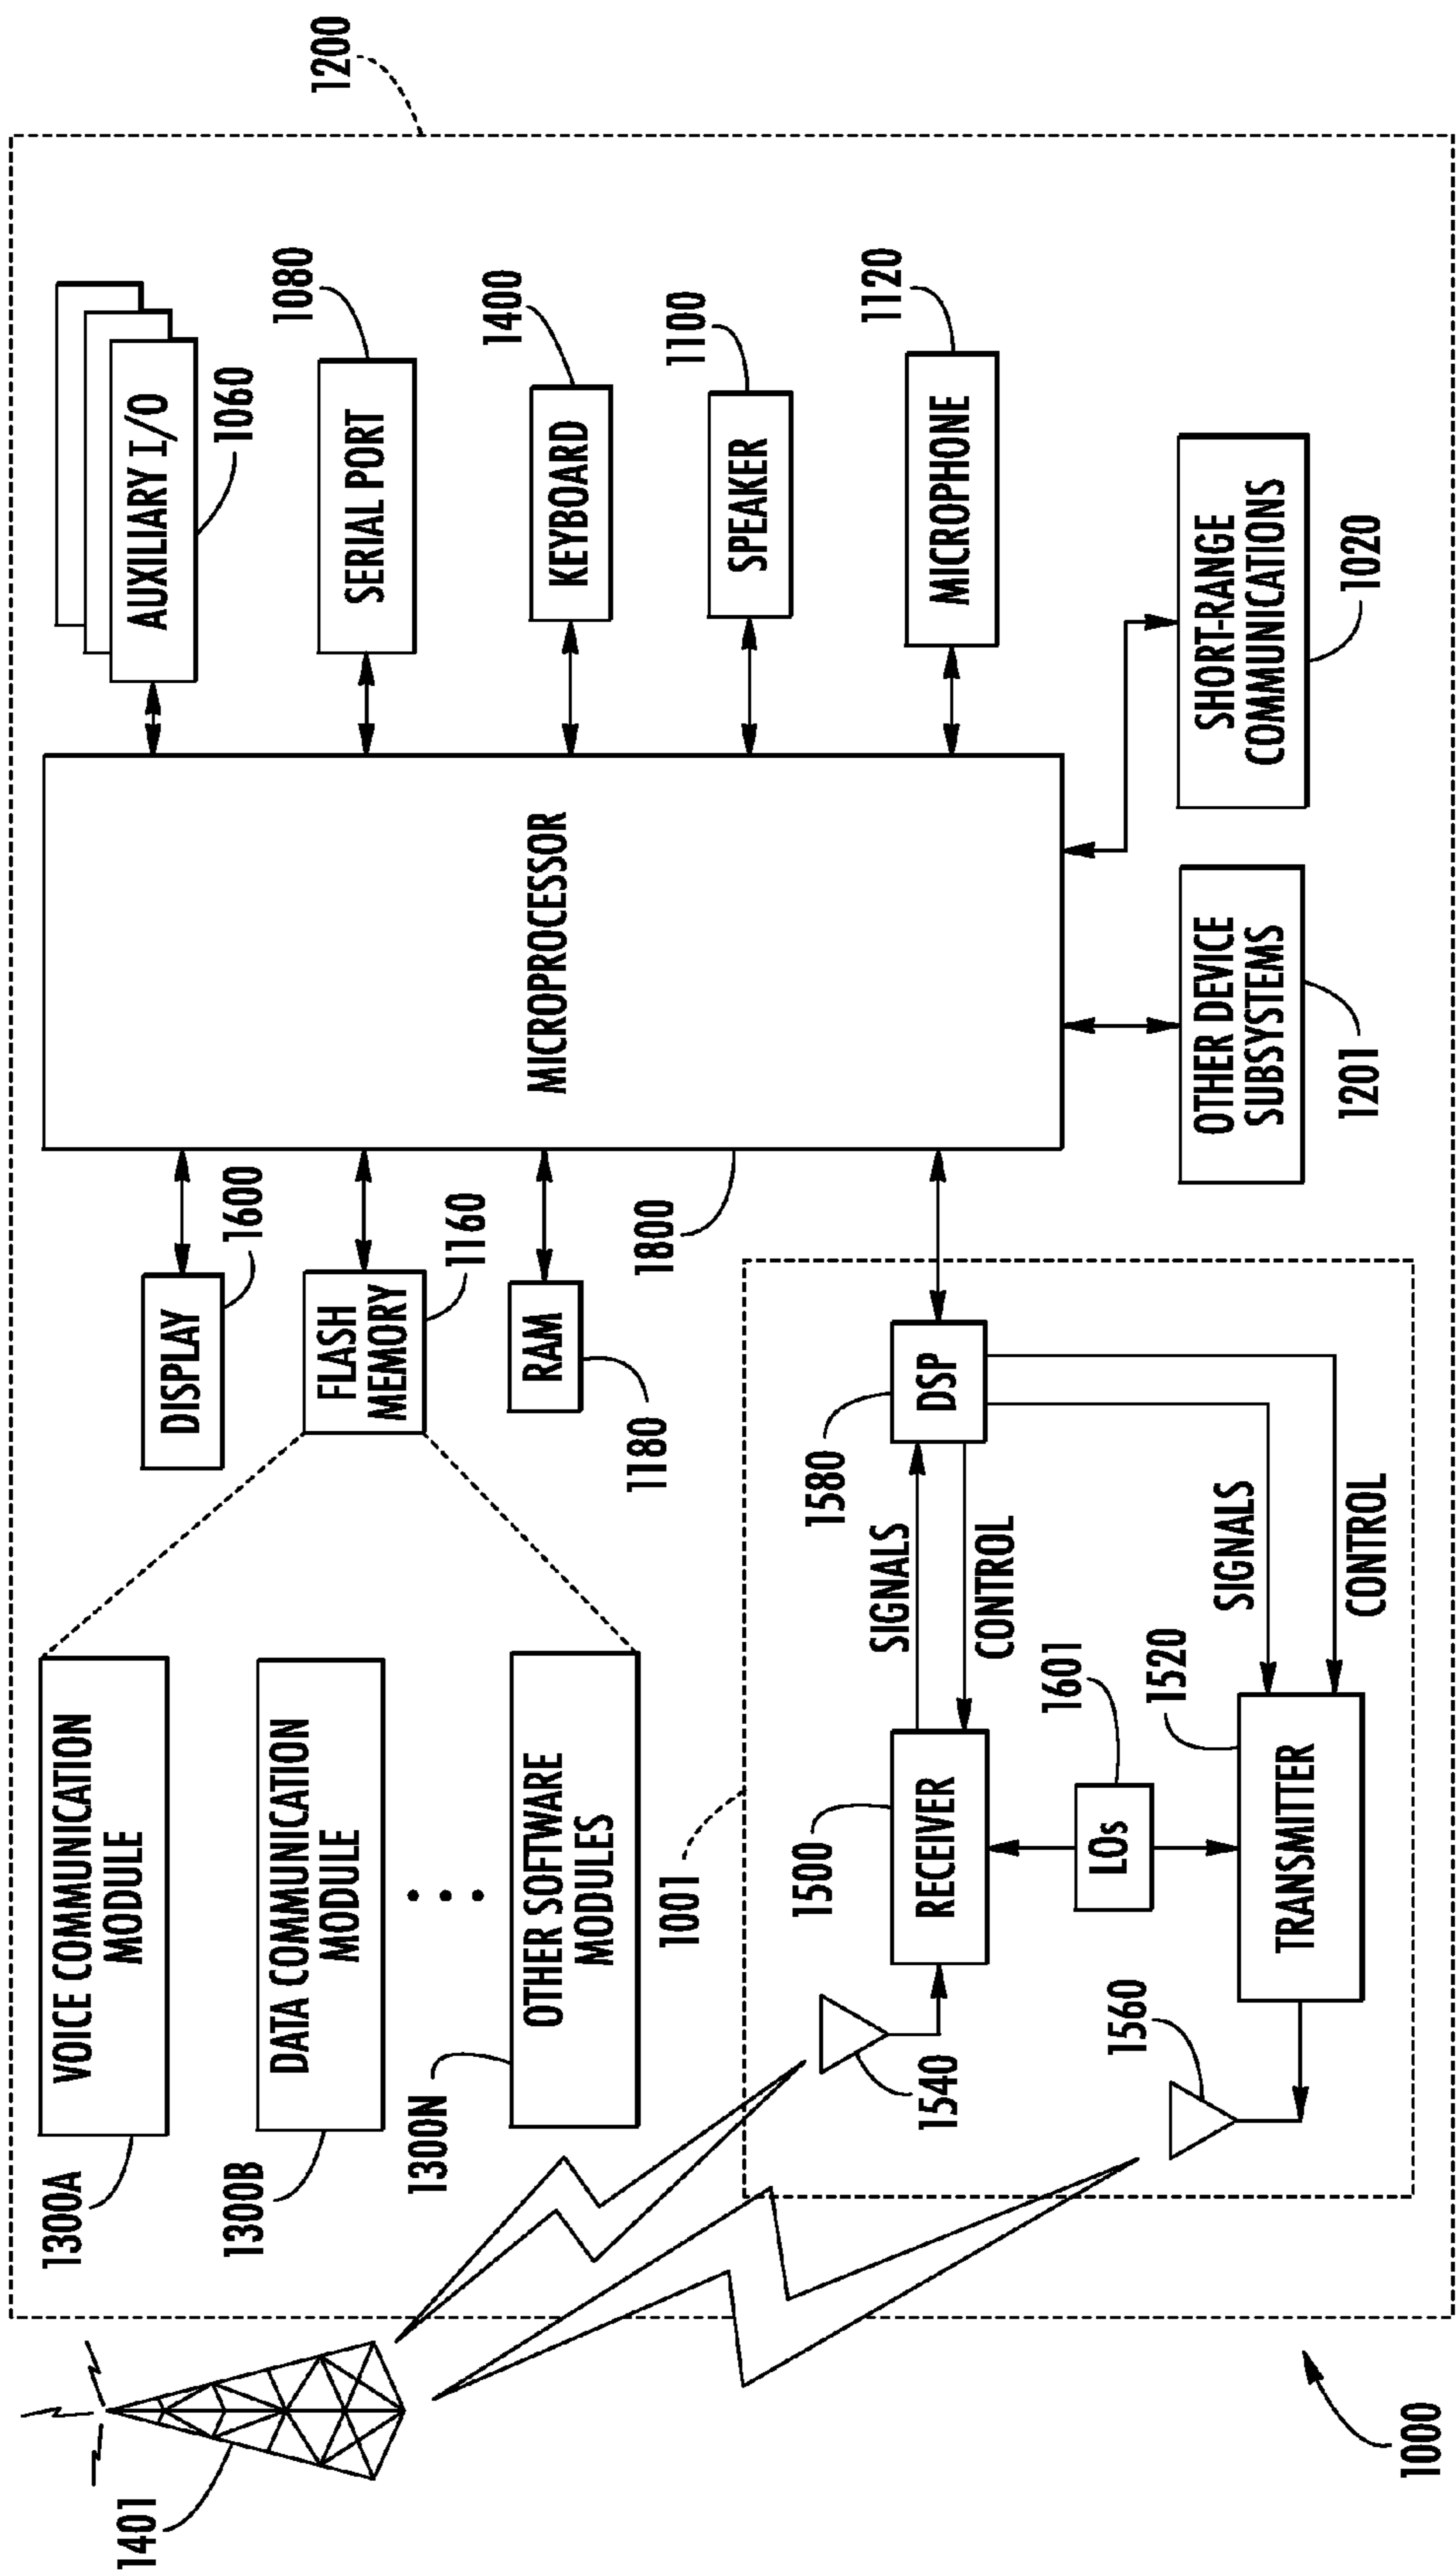 1200
AUXILIARY I/O
1060
SERIAL PORT
1080
KEYBOARD
1400
SPEAKER
1100
MICROPHONE
1120
SHORT-RANGE
COMMUNICATIONS
1020
OTHER DEVICE
SUBSYSTEMS
1201
MICROPROCESSOR
1800
DISPLAY
1600
FLASH
MEMORY
1160
RAM
1180
VOICE COMMUNICATION
MODULE
1300A
DATA COMMUNICATION
MODULE
1300B
OTHER SOFTWARE
MODULES
1300N
1001
DSP
1580
SIGNALS
CONTROL
SIGNALS
CONTROL
RECEIVER
1500
LOs
1601
TRANSMITTER
1520
1540
1560
1401
1000